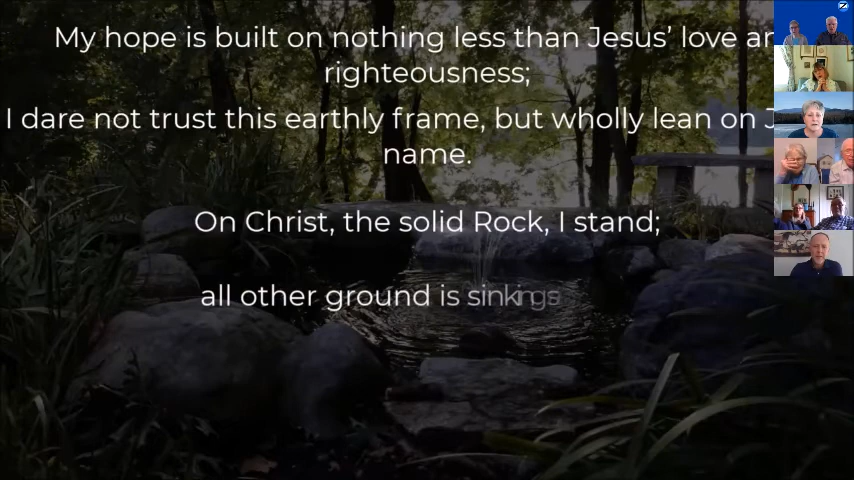 My hope is built on nothing less than Jesus’ love
righteousness;
I dare not trust this earthly frame, but wholly lean on
name.
On Christ, the solid Rock, I stand;
all other ground is sinking